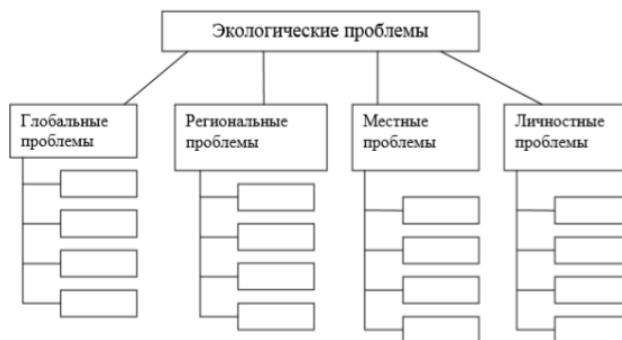 Экологические проблемы
Глобальные
проблемы
Региональные
проблемы
Местные
проблемы
Личностные
проблемы